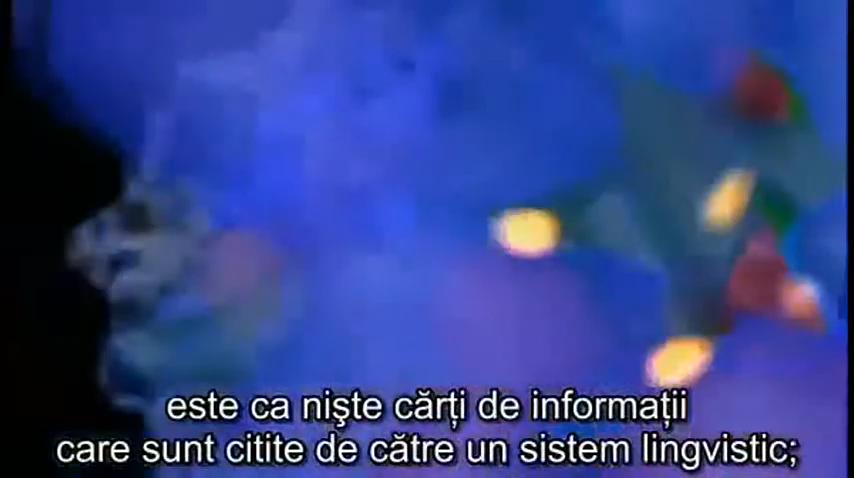 este ca nişte cărţi de informaţii
care sunt citite de către un sistem lingvistic;